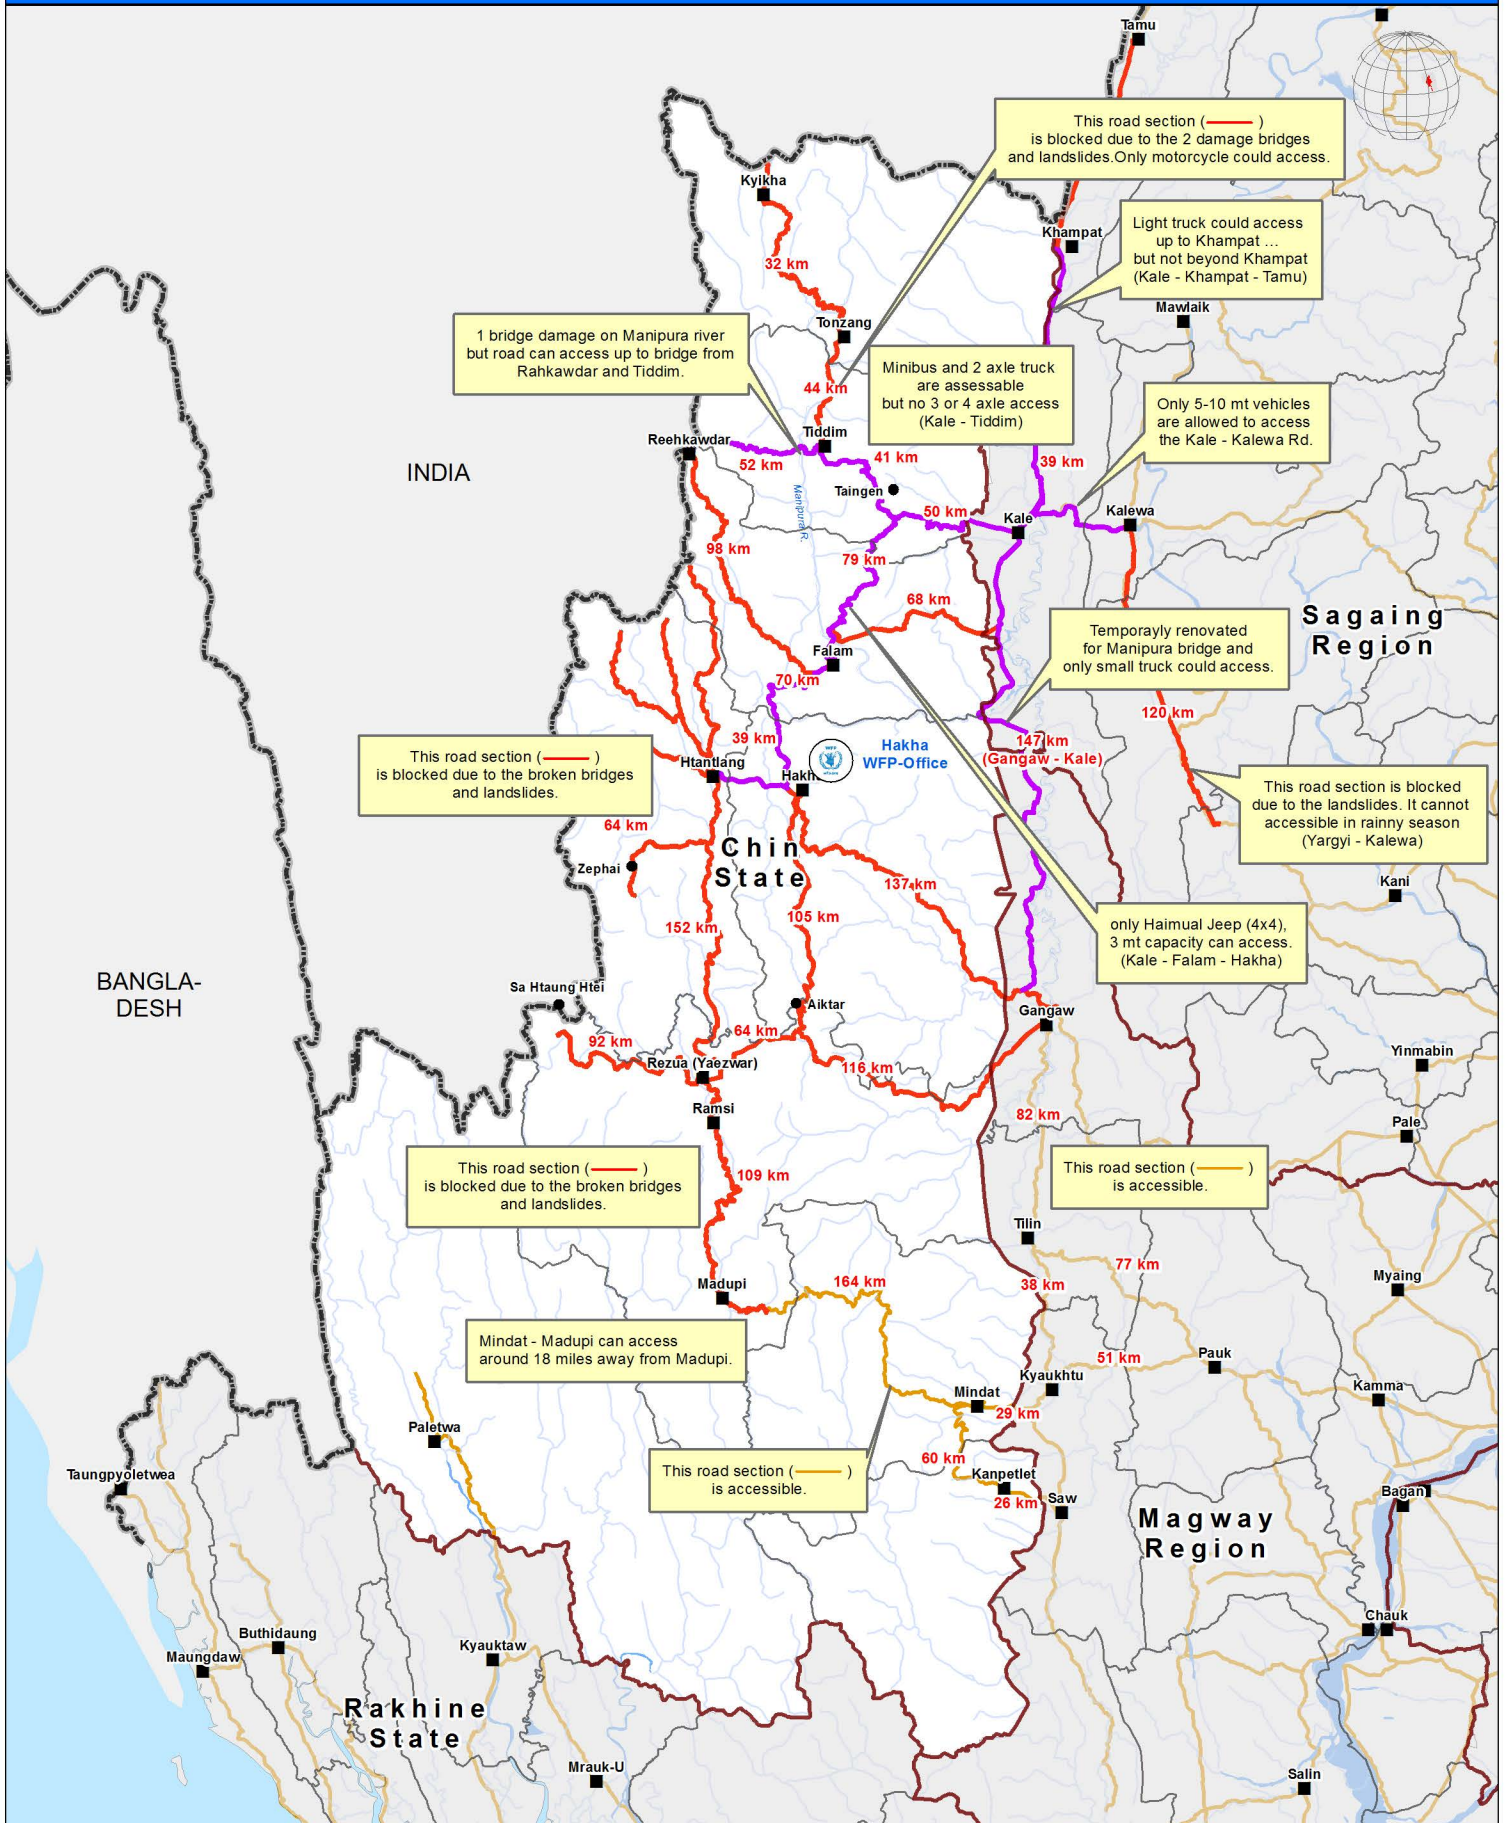 Tamu
This road section ( )
is blocked due to the 2 damage bridges
and landslides.Only motorcycle could access.
Kyikha
Khampat
Light truck could access
up to Khampat ...
but not beyond Khampat
(Kale - Khampat - Tamu)
32 km
Mawlaik
Tonzang
1 bridge damage on Manipura river
but road can access up to bridge from
Rahkawdar and Tiddim.
Minibus and 2 axle truck
are assessable
but no 3 or 4 axle access
(Kale - Tiddim)
44 km
Only 5-10 mt vehicles
are allowed to access
the Kale - Kalewa Rd.
Reehkawdar
Tiddim
INDIA
52 km
41 km
39 km
Taingen
Manipura R.
50 km
Kale
Kalewa
98 km
79 km
68 km
Sagaing
Region
Temporayly renovated
for Manipura bridge and
only small truck could access.
Falam
70 km
120 km
39 km
147 km
(Gangaw - Kale)
Hakha
WFP-Office
WFP
This road section ( )
is blocked due to the broken bridges
and landslides.
Htantlang
This road section is blocked
due to the landslides. It cannot
accessible in rainny season
(Yargyi - Kalewa)
64 km
Chin
State
Zephai
137 km
Kani
105 km
152 km
only Haimual Jeep (4x4),
3 mt capacity can access.
(Kale - Falam - Hakha)
BANGLA-
DESH
Sa Htaung Htei
Aiktar
Gangaw
92 km
64 km
Rezua (Yaezwar)
116 km
Yinmabin
Ramsi
82 km
Pale
This road section ( )
is blocked due to the broken bridges
and landslides.
109 km
This road section ( )
is accessible.
Tilin
77 km
Madupi
164 km
38 km
Myaing
Mindat - Madupi can access
around 18 miles away from Madupi.
51 km
Pauk
Kyaukhtu
Kamma
Mindat
29 km
Paletwa
60 km
This road section ( )
is accessible.
Kanpetlet
26 km
Saw
Taungpyoletwea
Bagan
Magway
Region
Chauk
Buthidaung
Maungdaw
Kyauktaw
Rakhine
State
Mrauk-U
Salin